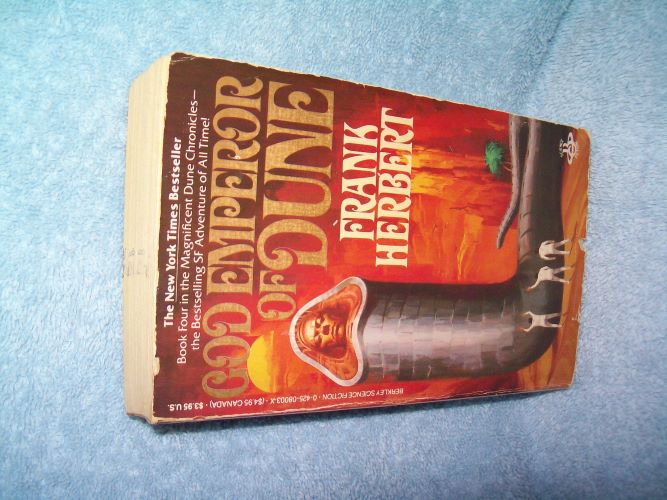 The New York Times Bestseller
Book Four in the Magnificent Dune Chronicles—
the Bestselling SF Adventure of All Time!
GOD EMPEROR
OF DUNE
FRANK
HERBERT
BERKLEY SCIENCE FICTION · 0-425-08003-X · ($4.95 CANADA) · $3.95 U.S.